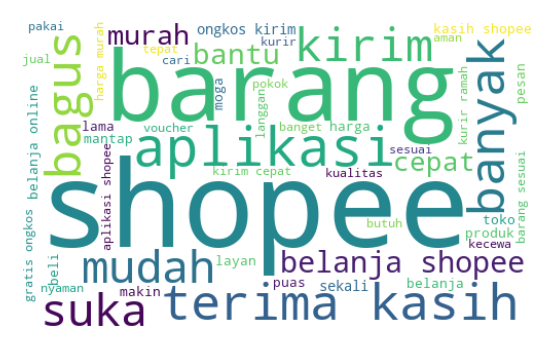 pakai
ongkos kirim
kasih shopee
murah
kurir
aman
tepat
jual
cari
bantu
kirim
harga murah
bagus
moga
barang
pokok
langgan
kurir ramah
pesan
banyak
lama
mantap
voucher
banget
harga
sesuai
aplikasi
cepat
kirim cepat
kualitas
belanja online
aplikasi shopee
shopee
barang sesuai
butuh
toko
produk
kecewa
gratis ongkos
beli
nyaman
mudah
layan
belanja shopee
puas
sekali
belanja
makin
suka
terima kasih